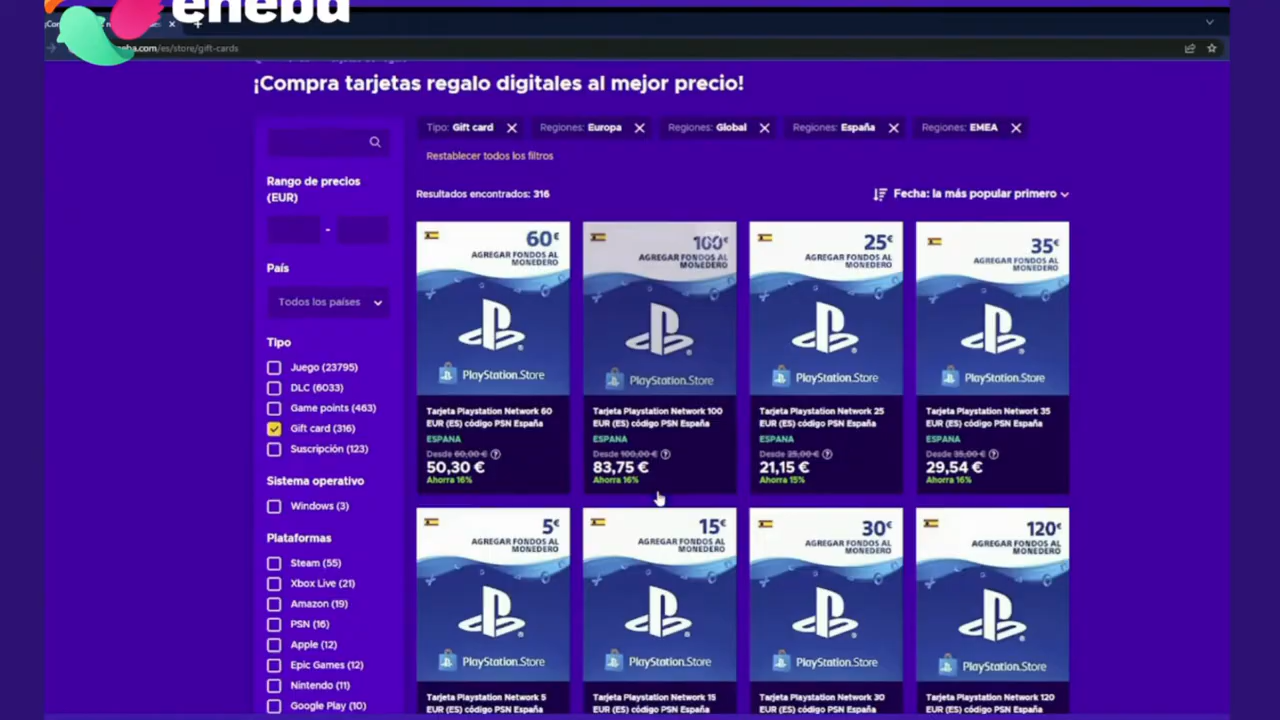 eneba
eneba.com/es/store/gift-cards
¡Compra tarjetas regalo digitales al mejor precio!
Tipo: Gift card
Regiones: Europa
Regiones: Global
Regiones: España
Regiones: EMEA
Restablecer todos los filtros
Resultados encontrados: 316
Fecha: la más popular primero
Rango de precios
(EUR)
-
País
Todos los países
Tipo
Juego (23795)
DLC (6033)
Game points (463)
Gift card (316)
Suscripción (123)
Sistema operativo
Windows (3)
Plataformas
Steam (55)
Xbox Live (21)
Amazon (19)
PSN (16)
Apple (12)
Epic Games (12)
Nintendo (11)
Google Play (10)
60€
AGREGAR FONDOS AL
MONEDERO
PlayStation.Store
Tarjeta Playstation Network 60
EUR (ES) código PSN España
ESPANA
Desde 60,00 €
50,30 €
Ahorra 16%
100€
AGREGAR FONDOS AL
MONEDERO
PlayStation.Store
Tarjeta Playstation Network 100
EUR (ES) código PSN España
ESPANA
Desde 100,00 €
83,75 €
Ahorra 16%
25€
AGREGAR FONDOS AL
MONEDERO
PlayStation.Store
Tarjeta Playstation Network 25
EUR (ES) código PSN España
ESPANA
Desde 25,00 €
21,15 €
Ahorra 15%
35€
AGREGAR FONDOS AL
MONEDERO
PlayStation.Store
Tarjeta Playstation Network 35
EUR (ES) código PSN España
ESPANA
Desde 35,00 €
29,54 €
Ahorra 16%
5€
AGREGAR FONDOS AL
MONEDERO
PlayStation.Store
Tarjeta Playstation Network 5
EUR (ES) código PSN España
15€
AGREGAR FONDOS AL
MONEDERO
PlayStation.Store
Tarjeta Playstation Network 15
EUR (ES) código PSN España
30€
AGREGAR FONDOS AL
MONEDERO
PlayStation.Store
Tarjeta Playstation Network 30
EUR (ES) código PSN España
120€
AGREGAR FONDOS AL
MONEDERO
PlayStation.Store
Tarjeta Playstation Network 120
EUR (ES) código PSN España